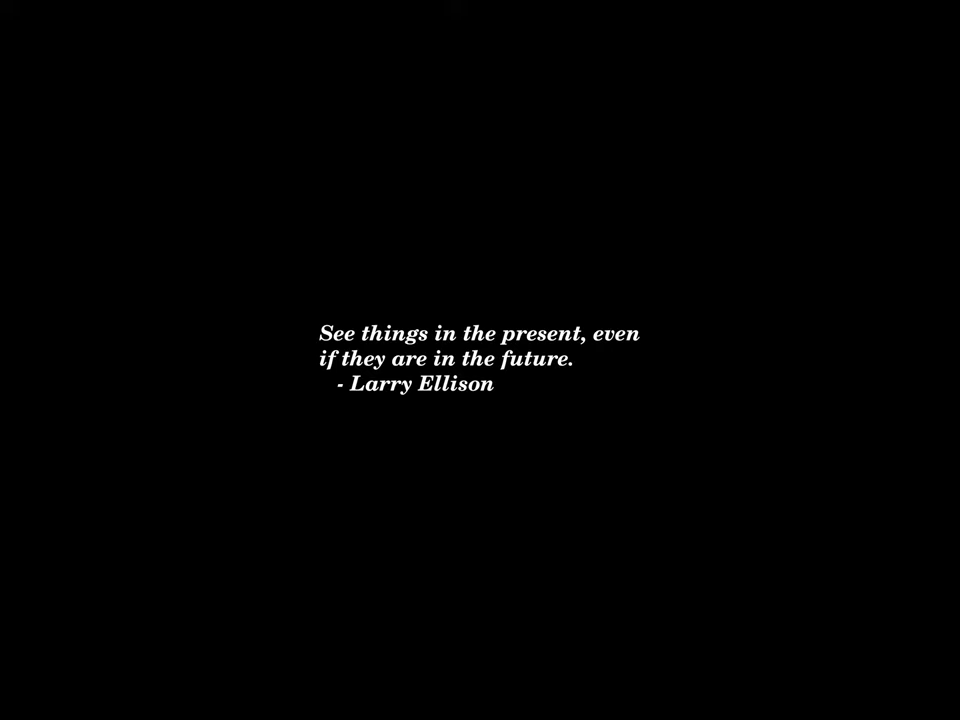 See things in the present, even
if they are in the future.
- Larry Ellison